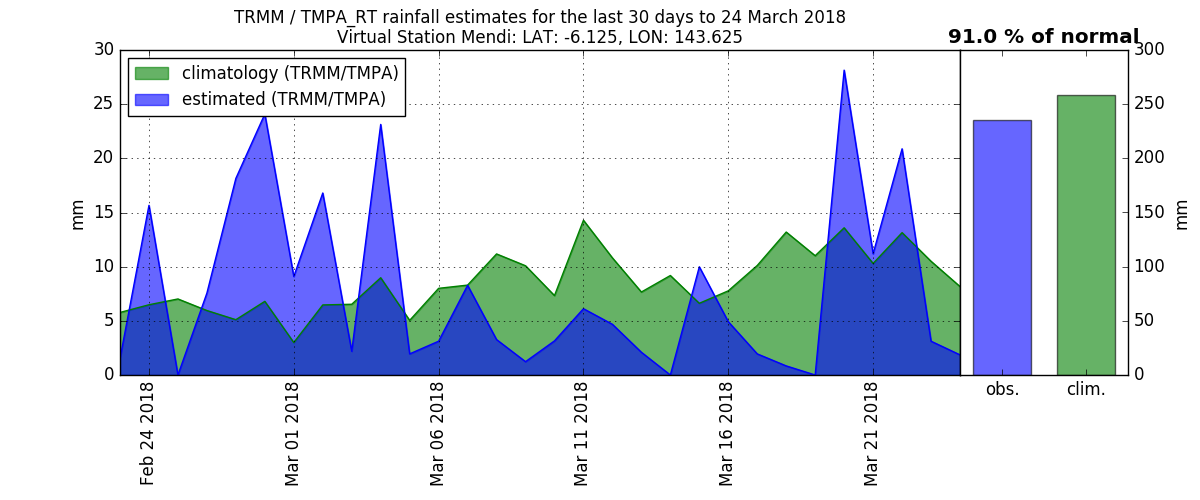 TRMM / TMPA_RT rainfall estimates for the last 30 days to 24 March 2018
Virtual Station Mendi: LAT: -6.125, LON: 143.625
91.0 % of normal
climatology (TRMM/TMPA)
estimated (TRMM/TMPA)
mm
30
25
20
15
10
5
0
Feb 24 2018
Mar 01 2018
Mar 06 2018
Mar 11 2018
Mar 16 2018
Mar 21 2018
300
250
200
150
100
50
0
mm
obs.
clim.